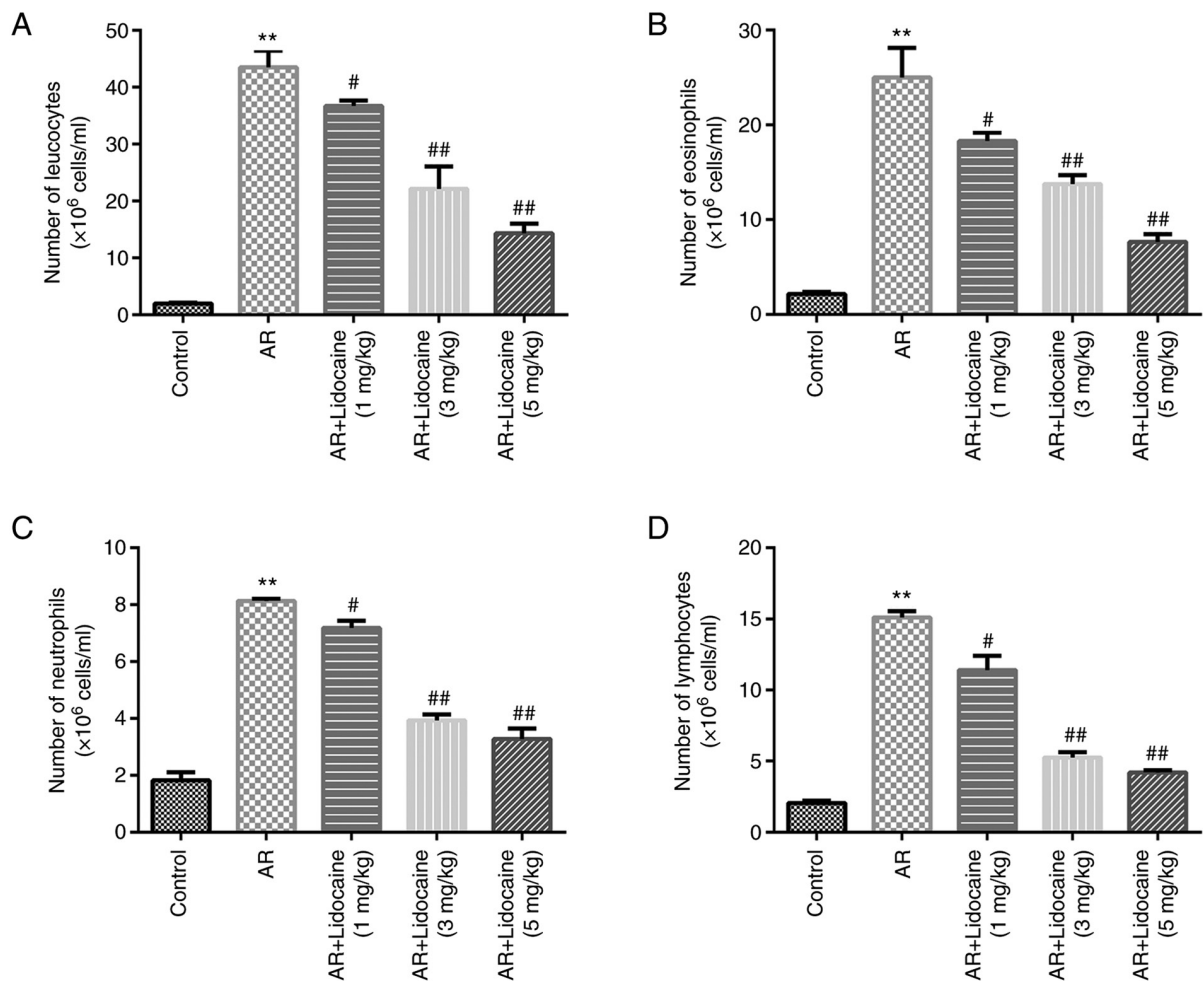 A
Number of leucocytes
(×10⁶ cells/ml)
50
40
30
20
10
0
**
#
##
##
Control
AR
AR+Lidocaine
(1 mg/kg)
AR+Lidocaine
(3 mg/kg)
AR+Lidocaine
(5 mg/kg)
B
Number of eosinophils
(×10⁶ cells/ml)
30
20
10
0
**
#
##
##
Control
AR
AR+Lidocaine
(1 mg/kg)
AR+Lidocaine
(3 mg/kg)
AR+Lidocaine
(5 mg/kg)
C
Number of neutrophils
(×10⁶ cells/ml)
10
8
6
4
2
0
**
#
##
##
Control
AR
AR+Lidocaine
(1 mg/kg)
AR+Lidocaine
(3 mg/kg)
AR+Lidocaine
(5 mg/kg)
D
Number of lymphocytes
(×10⁶ cells/ml)
20
15
10
5
0
**
#
##
##
Control
AR
AR+Lidocaine
(1 mg/kg)
AR+Lidocaine
(3 mg/kg)
AR+Lidocaine
(5 mg/kg)